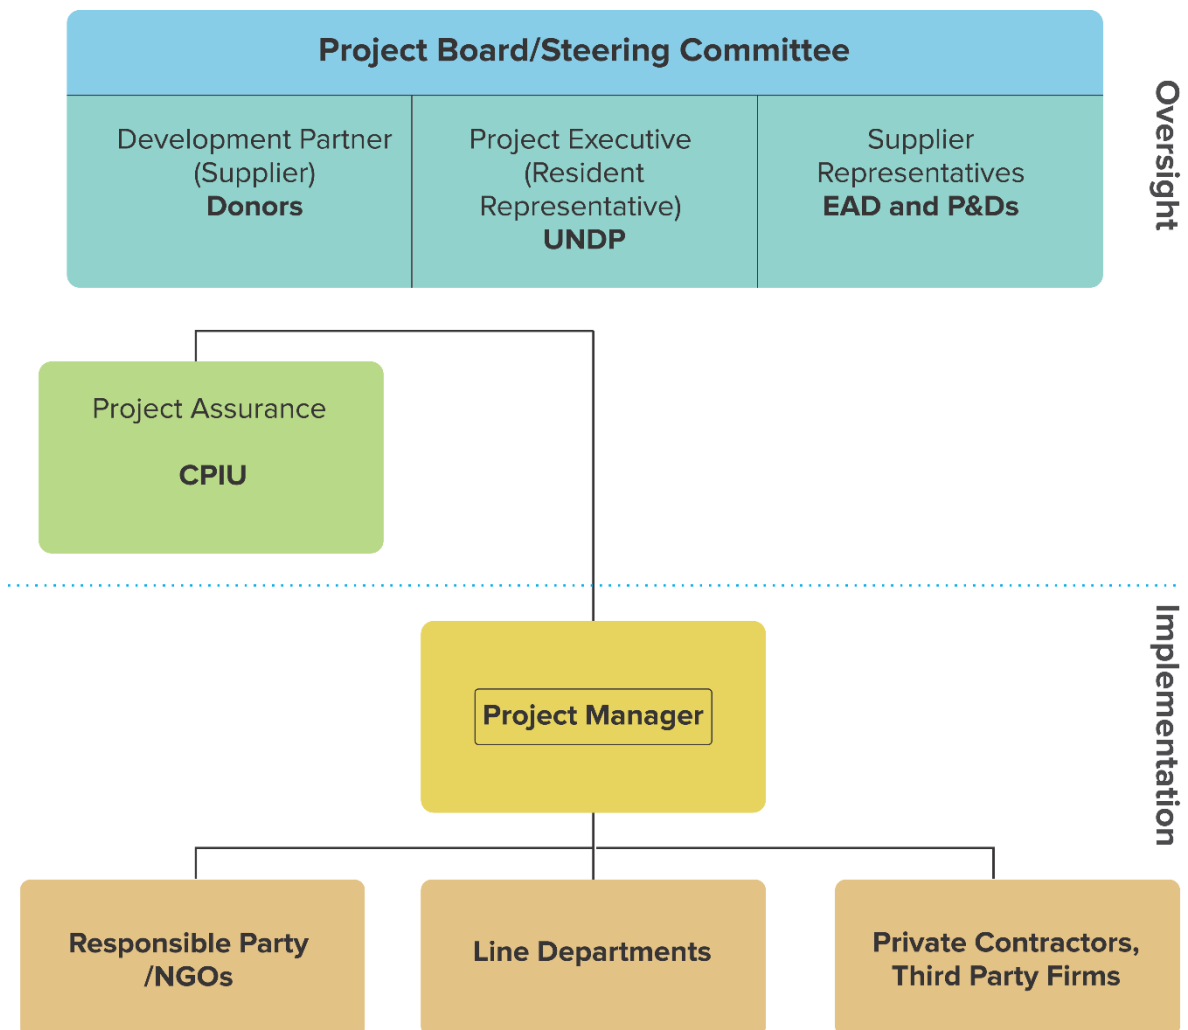 Project Board/Steering Committee
Development Partner
(Supplier)
Donors
Project Executive
(Resident
Representative)
UNDP
Supplier
Representatives
EAD and P&Ds
Oversight
Project Assurance
CPIU
Implementation
Project Manager
Responsible Party
/NGOs
Line Departments
Private Contractors,
Third Party Firms